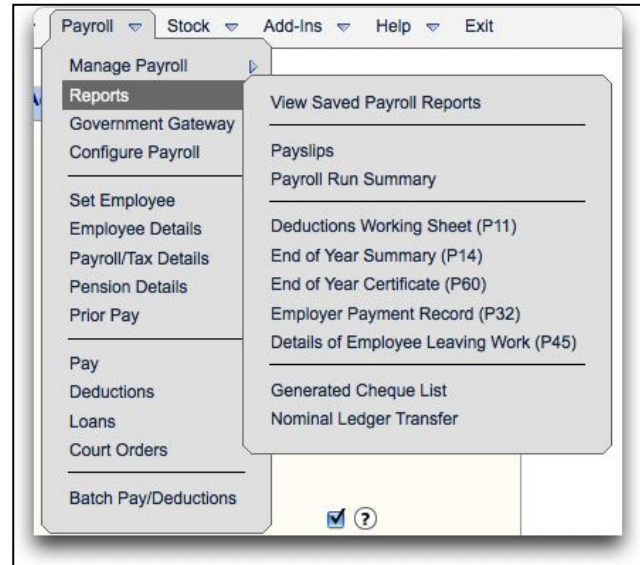 Payroll Stock Add-Ins Help Exit
Manage Payroll
Reports
Government Gateway
Configure Payroll
Set Employee
Employee Details
Payroll/Tax Details
Pension Details
Prior Pay
Pay
Deductions
Loans
Court Orders
Batch Pay/Deductions
View Saved Payroll Reports
Payslips
Payroll Run Summary
Deductions Working Sheet (P11)
End of Year Summary (P14)
End of Year Certificate (P60)
Employer Payment Record (P32)
Details of Employee Leaving Work (P45)
Generated Cheque List
Nominal Ledger Transfer
?